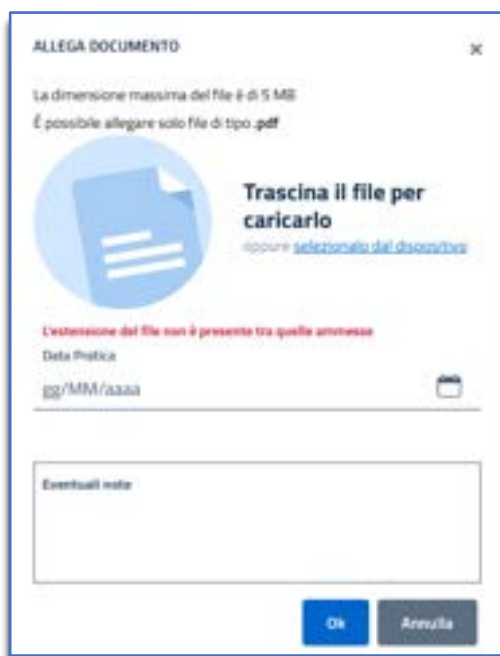 ALLEGA DOCUMENTO
×
La dimensione massima del file è di 5 MB
È possibile allegare solo file di tipo .pdf
Trascina il file per
caricarlo
oppure selezionalo dal dispositivo
L'estensione del file non è presente tra quelle ammesse
Data Pratica
gg/MM/aaaa
Eventuali note
Ok
Annulla